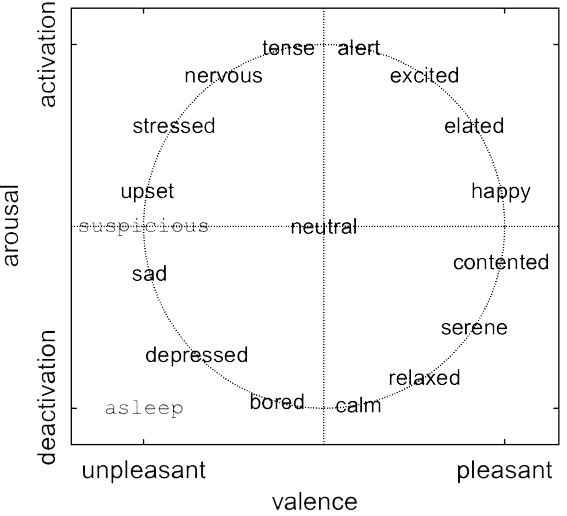 activation
tense
alert
nervous
excited
stressed
elated
upset
happy
arousal
suspicious
neutral
contented
sad
serene
depressed
relaxed
deactivation
asleep
bored
calm
unpleasant
pleasant
valence